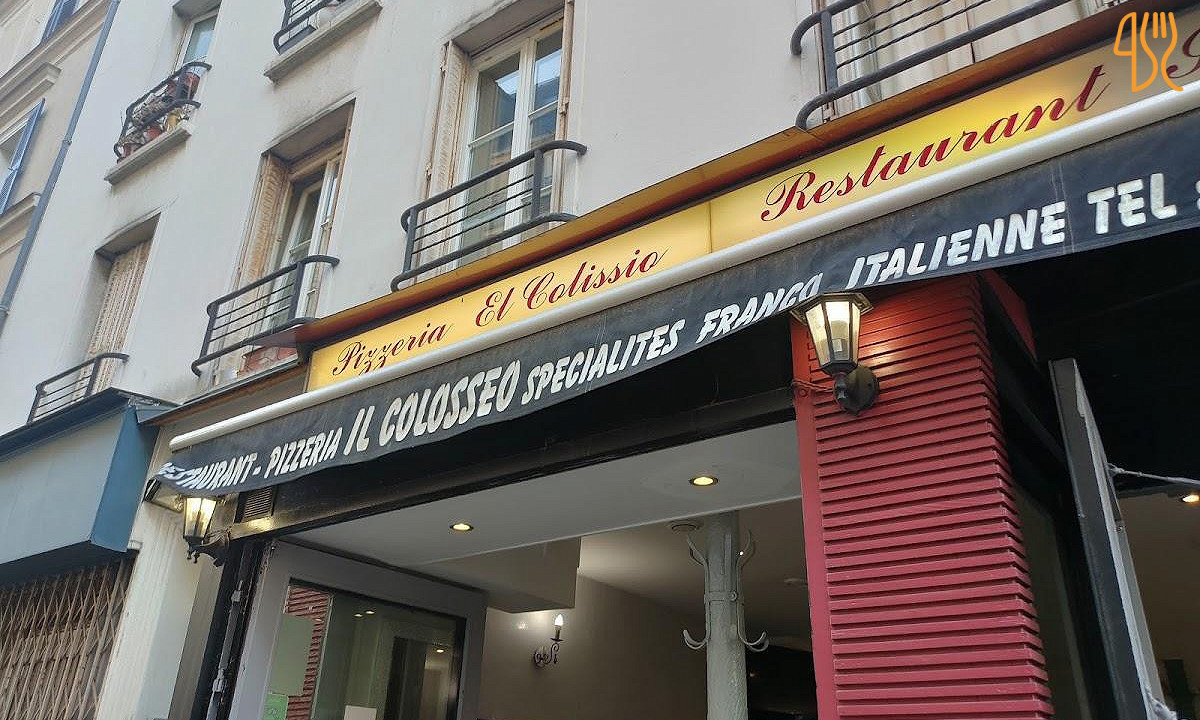 Pizzeria El Colissio Restaurant
RESTAURANT - PIZZERIA IL COLOSSEO SPECIALITES FRANCO ITALIENNE TEL